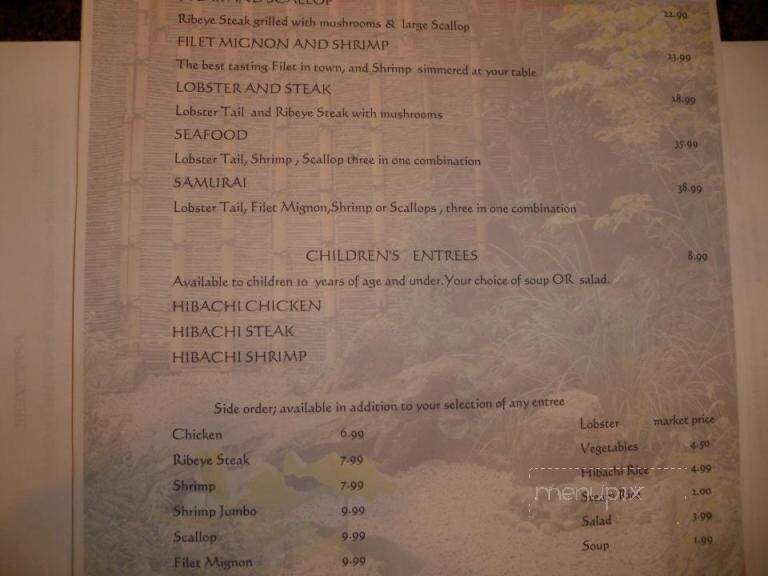 AND SCALLOP 22.99
Ribeye Steak grilled with mushrooms & large Scallop
FILET MIGNON AND SHRIMP 23.99
The best tasting Filet in town, and Shrimp simmered at your table
LOBSTER AND STEAK 28.99
Lobster Tail and Ribeye Steak with mushrooms
SEAFOOD 35.99
Lobster Tail, Shrimp , Scallop three in one combination
SAMURAI 38.99
Lobster Tail, Filet Mignon,Shrimp or Scallops , three in one combination
CHILDREN'S ENTREES 8.99
Available to children 10 years of age and under.Your choice of soup OR salad.
HIBACHI CHICKEN
HIBACHI STEAK
HIBACHI SHRIMP
Side order; available in addition to your selection of any entree
Chicken 6.99
Ribeye Steak 7.99
Shrimp 7.99
Shrimp Jumbo 9.99
Scallop 9.99
Filet Mignon 9.99
Lobster market price
Vegetables 4.50
Hibachi Rice 4.99
Steam Rice 2.00
Salad 3.99
Soup 1.99
menupix